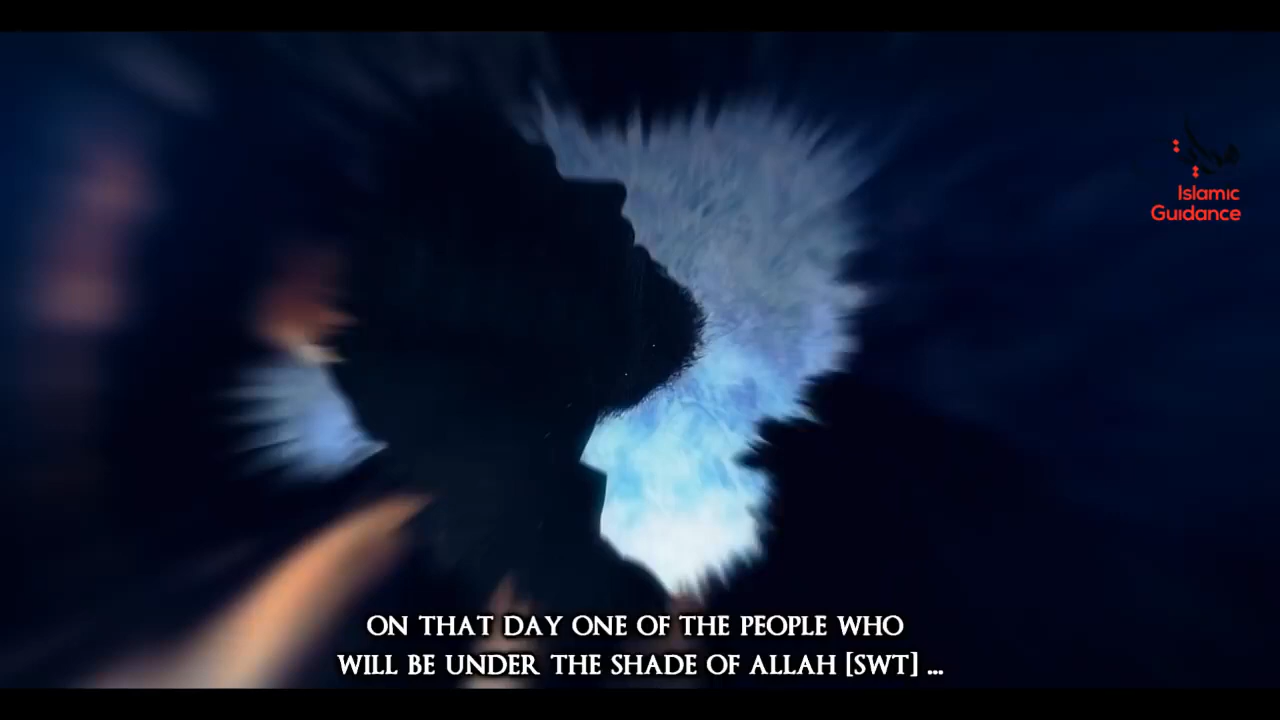 Islamic
Guidance
ON THAT DAY ONE OF THE PEOPLE WHO
WILL BE UNDER THE SHADE OF ALLAH [SWT] ...